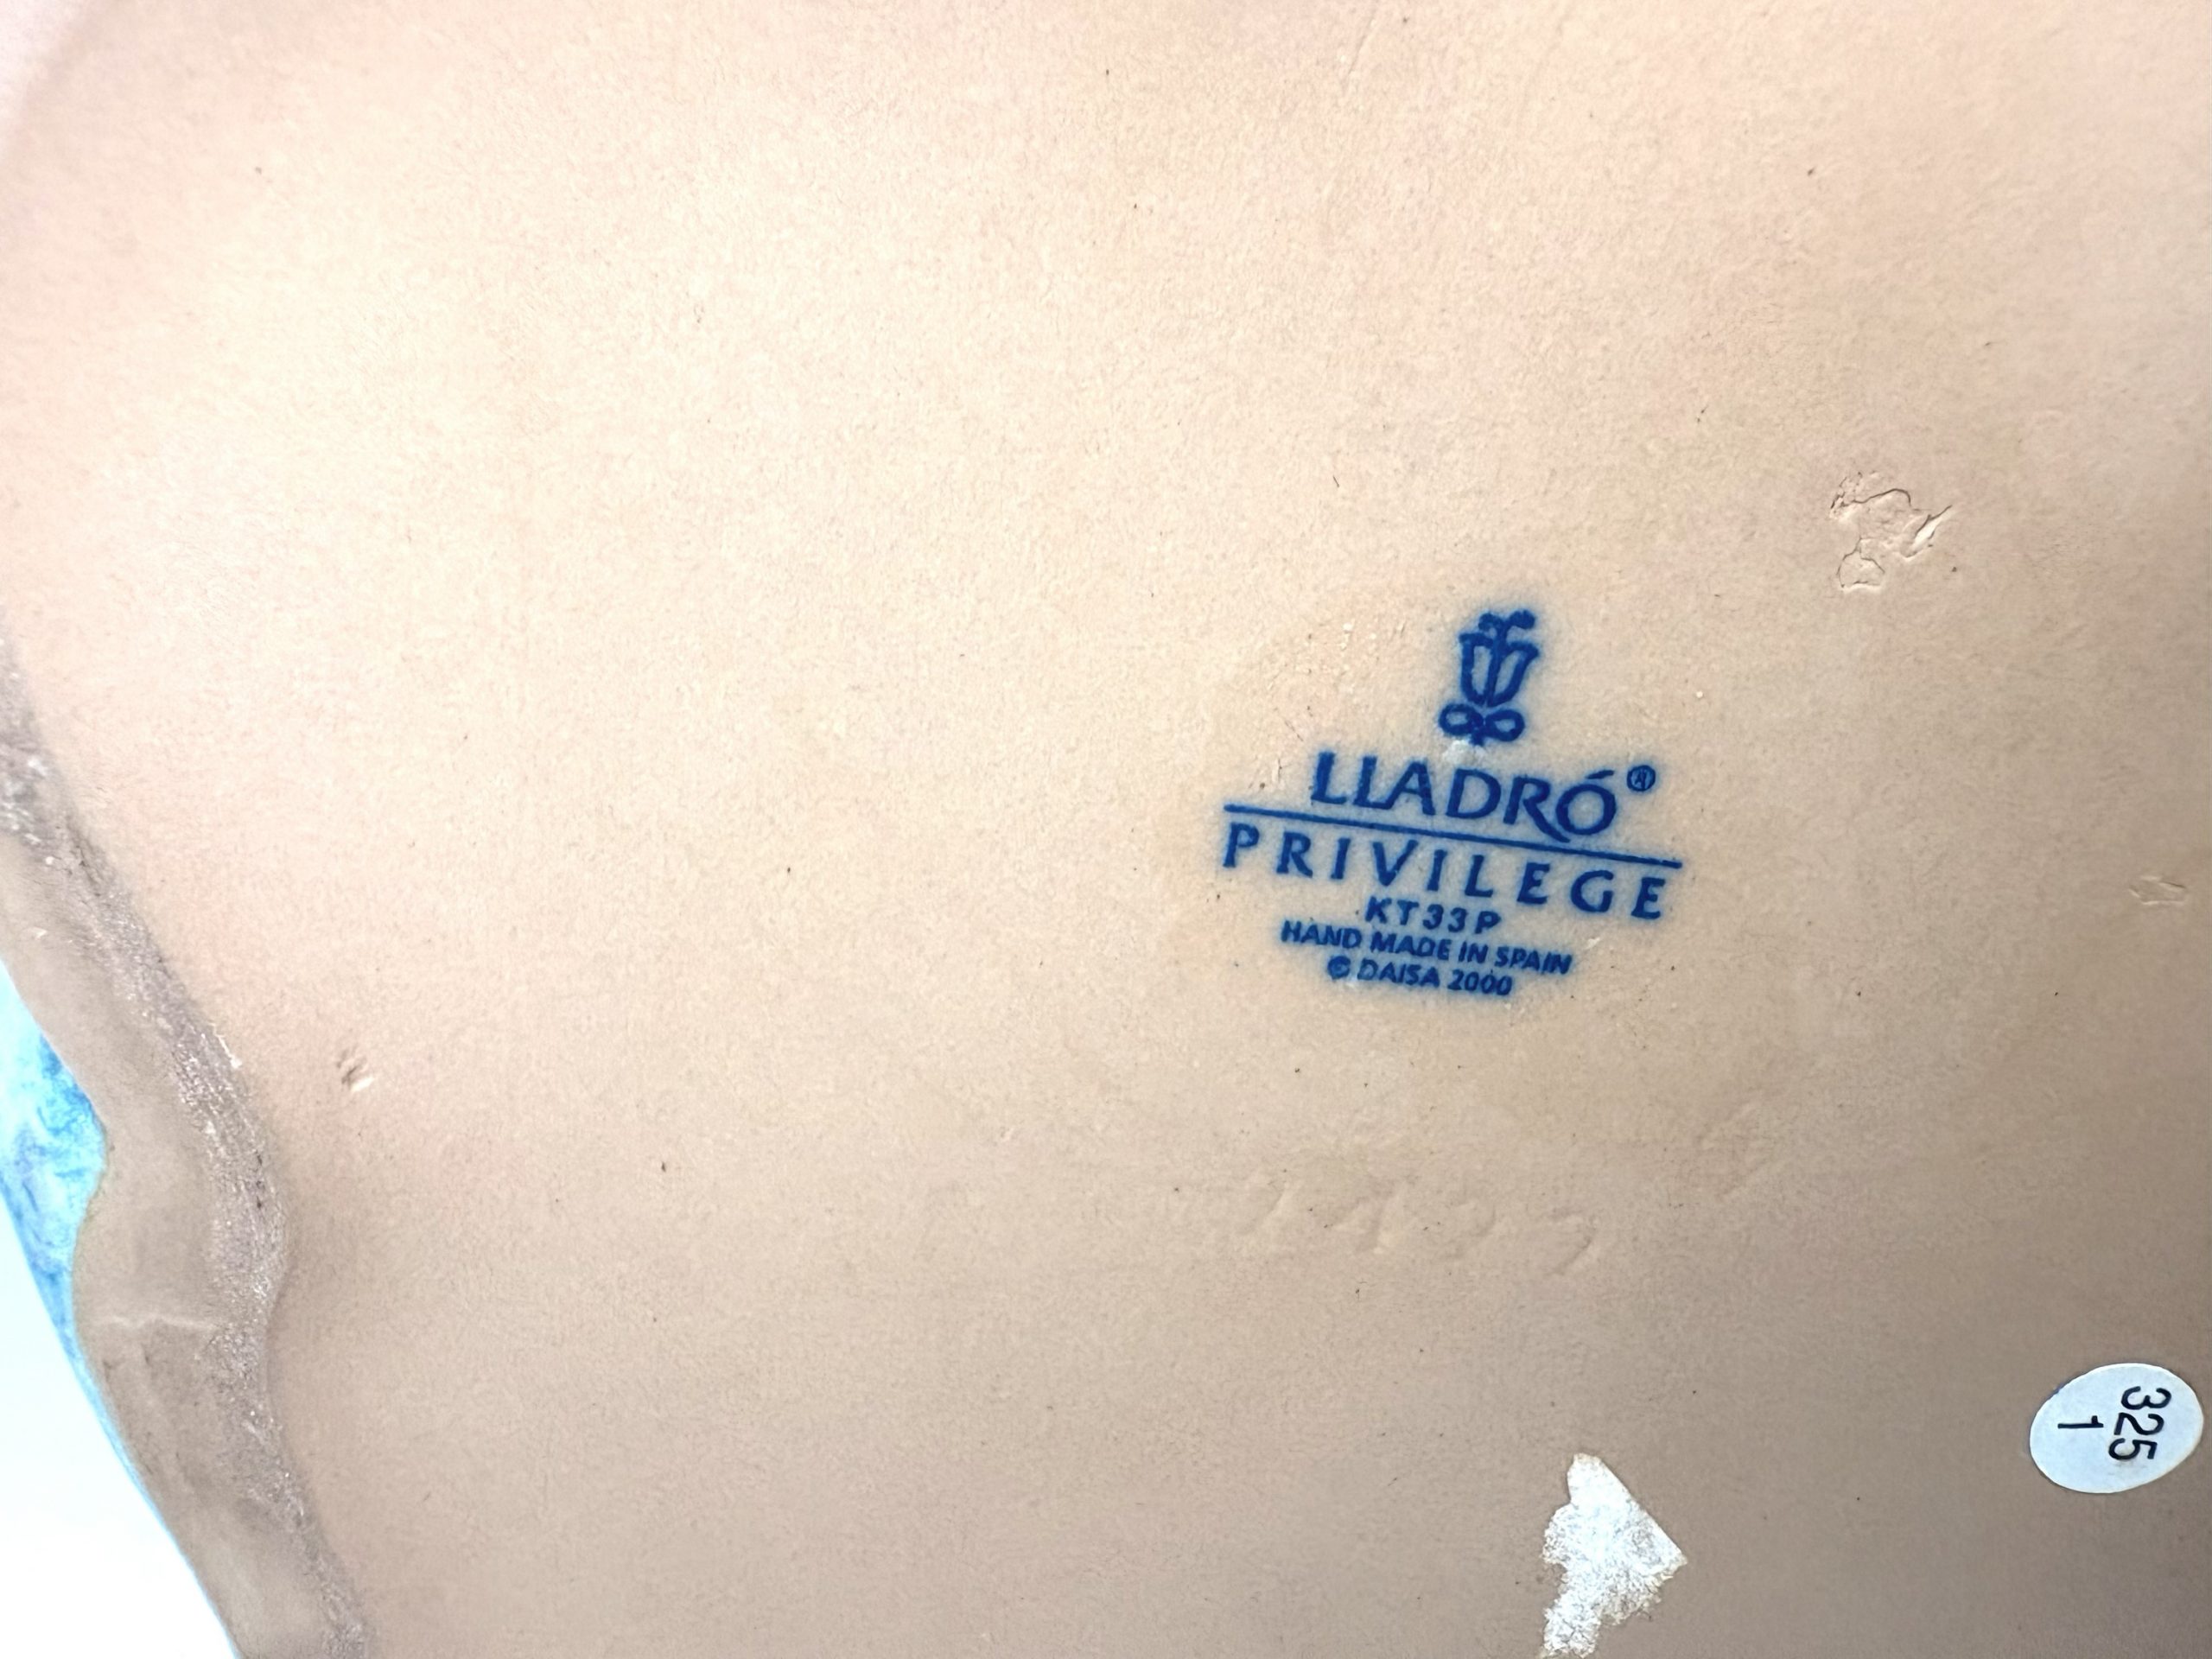 LLADRÓ®
PRIVILEGE
KT33P
HAND MADE IN SPAIN
© DAISA 2000
325
1